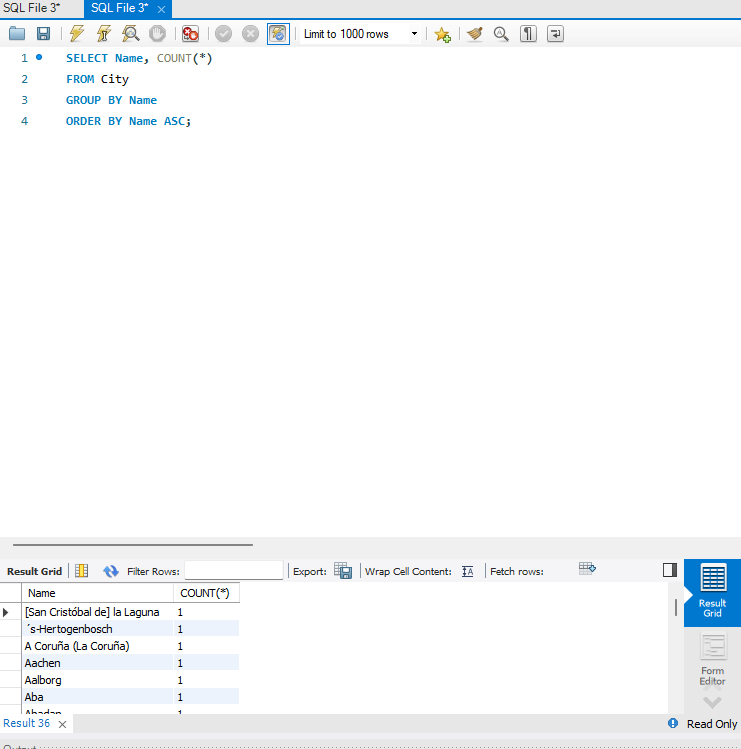 SQL File 3*
SQL File 3*
Limit to 1000 rows
1 SELECT Name, COUNT(*)
2 FROM City
3 GROUP BY Name
4 ORDER BY Name ASC;
Result Grid Filter Rows: Export: Wrap Cell Content: Fetch rows:
Name COUNT(*)
[San Cristóbal de] la Laguna 1
´s-Hertogenbosch 1
A Coruña (La Coruña) 1
Aachen 1
Aalborg 1
Aba 1
Abadan 1
Result
Grid
Form
Editor
Result 36 Read Only
Output